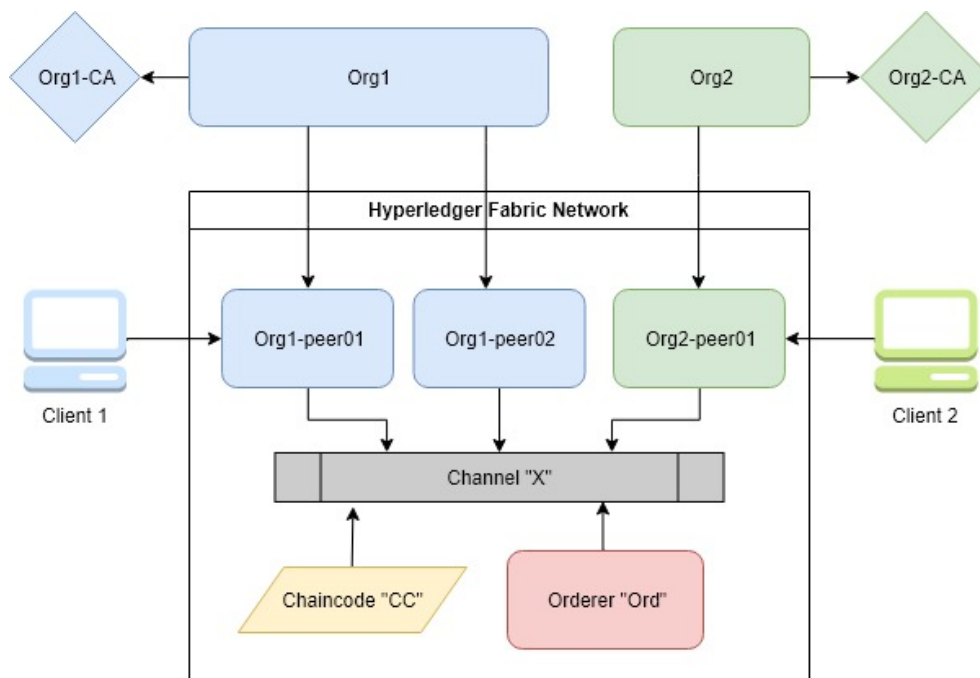 Org1-CA
Org1
Org2
Org2-CA
Hyperledger Fabric Network
Org1-peer01
Org1-peer02
Org2-peer01
Client 1
Client 2
Channel "X"
Chaincode "CC"
Orderer "Ord"